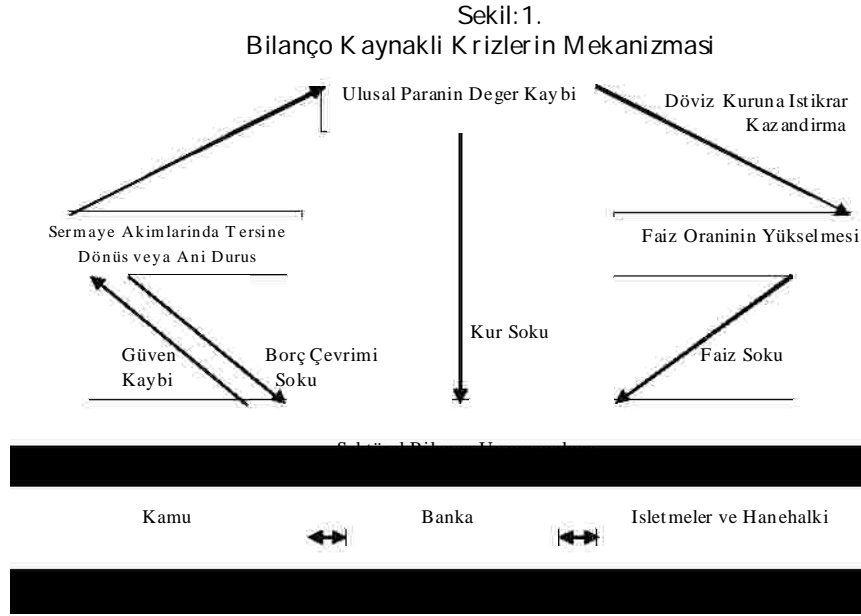 Sekil:1.
Bilanço Kaynakli Krizlerin Mekanizmasi
Ulusal Paranin Deger Kaybi
Döviz Kuruna Istikrar
Kazandirma
Sermaye Akimlarinda Tersine
Dönüs veya Ani Durus
Faiz Oraninin Yükselmesi
Güven
Kaybi
Borç Çevrimi
Soku
Kur Soku
Faiz Soku
Kamu
Banka
Isletmeler ve Hanehalki